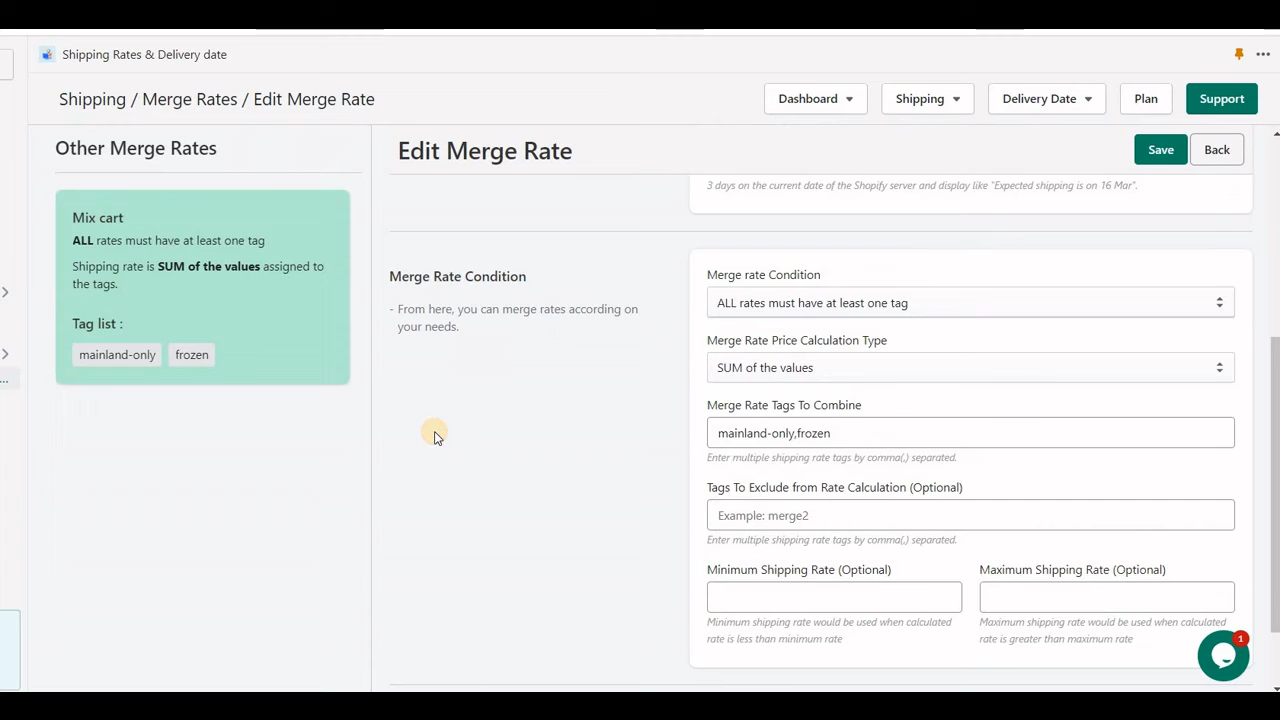 Shipping Rates & Delivery date
Shipping / Merge Rates / Edit Merge Rate
Dashboard
Shipping
Delivery Date
Plan
Support
Other Merge Rates
Mix cart
ALL rates must have at least one tag
Shipping rate is SUM of the values assigned to
the tags.
Tag list :
mainland-only
frozen
Edit Merge Rate
Save
Back
3 days on the current date of the Shopify server and display like "Expected shipping is on 16 Mar".
Merge Rate Condition
- From here, you can merge rates according on
your needs.
Merge rate Condition
ALL rates must have at least one tag
Merge Rate Price Calculation Type
SUM of the values
Merge Rate Tags To Combine
mainland-only,frozen
Enter multiple shipping rate tags by comma(,) separated.
Tags To Exclude from Rate Calculation (Optional)
Example: merge2
Enter multiple shipping rate tags by comma(,) separated.
Minimum Shipping Rate (Optional)
Minimum shipping rate would be used when calculated
rate is less than minimum rate
Maximum Shipping Rate (Optional)
Maximum shipping rate would be used when calculated
rate is greater than maximum rate
1
...